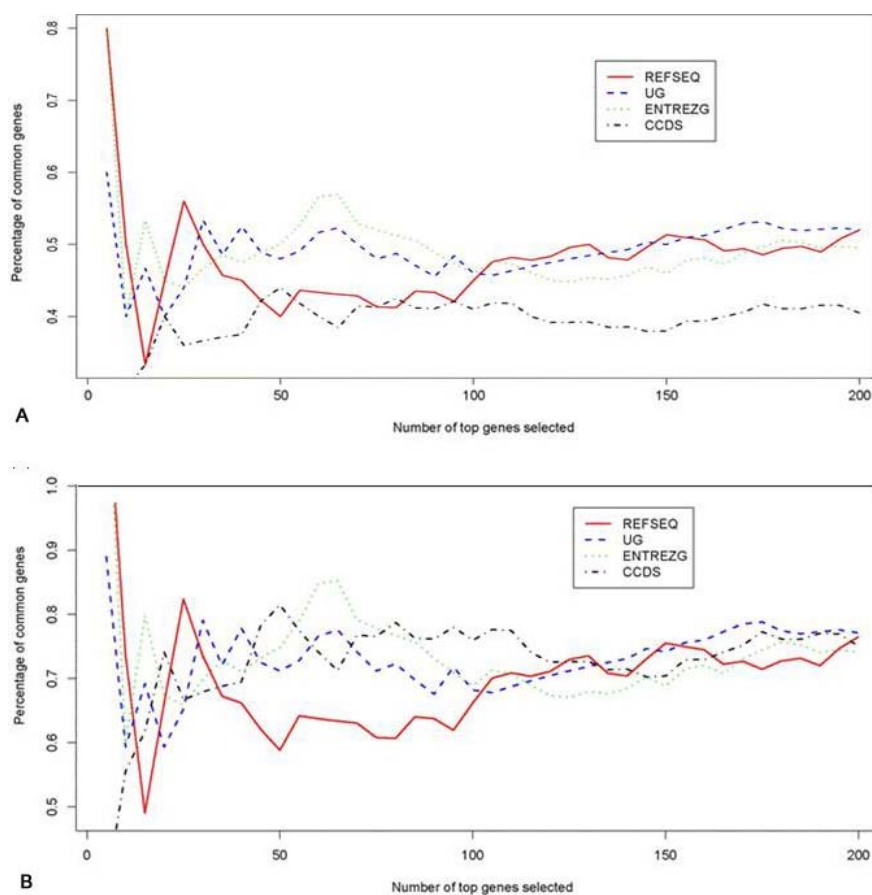 0.8
0.7
0.6
0.5
0.4
Percentage of common genes
REFSEQ
UG
ENTREZG
CCDS
0 50 100 150 200
A
Number of top genes selected
1.0
0.9
0.8
0.7
0.6
0.5
Percentage of common genes
REFSEQ
UG
ENTREZG
CCDS
0 50 100 150 200
B
Number of top genes selected